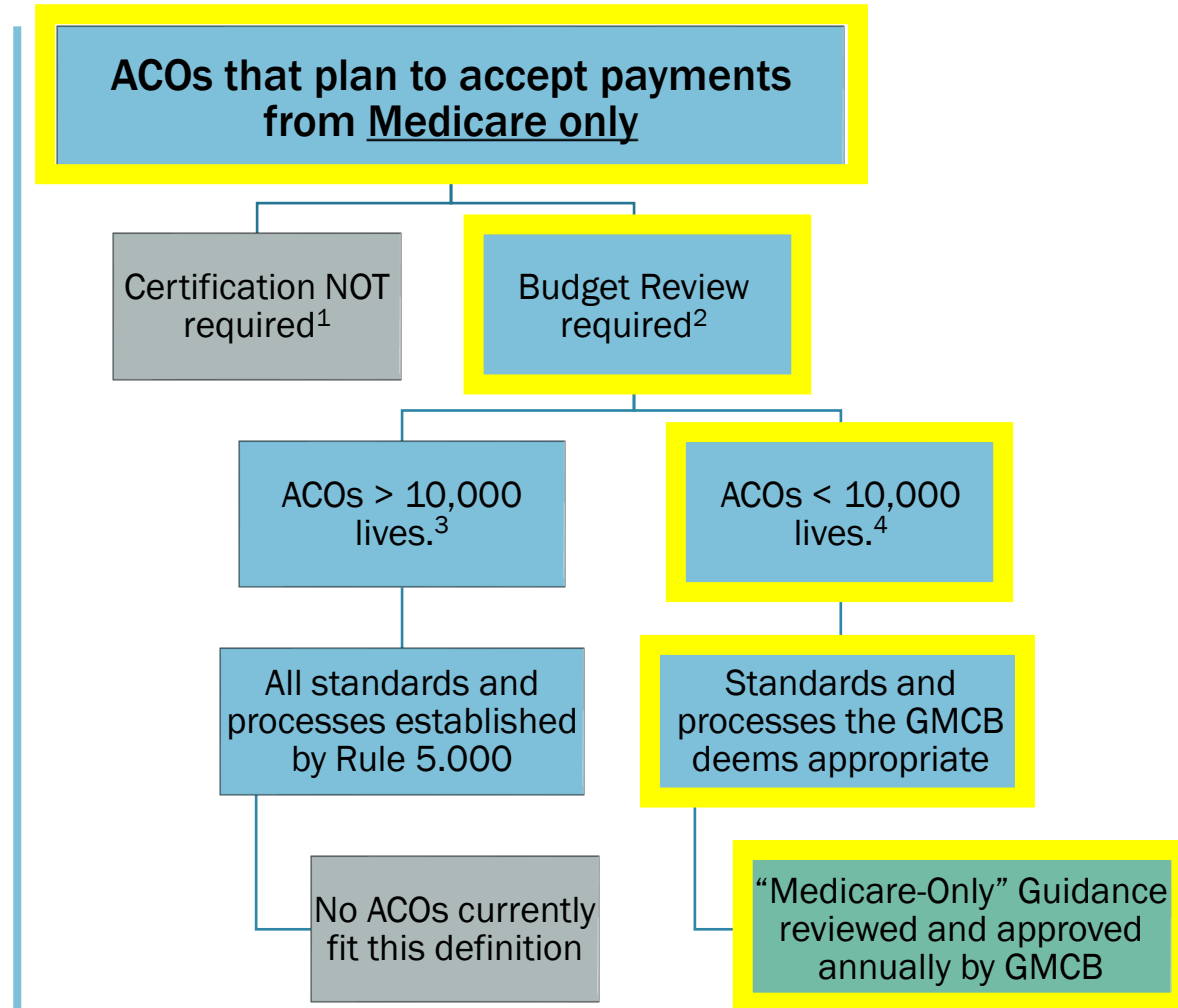 ACOs that plan to accept payments
from Medicare only
Certification NOT
required1
Budget Review
required2
ACOs > 10,000
lives.3
ACOs < 10,000
lives.4
All standards and
processes established
by Rule 5.000
Standards and
processes the GMCB
deems appropriate
No ACOs currently
fit this definition
“Medicare-Only” Guidance
reviewed and approved
annually by GMCB